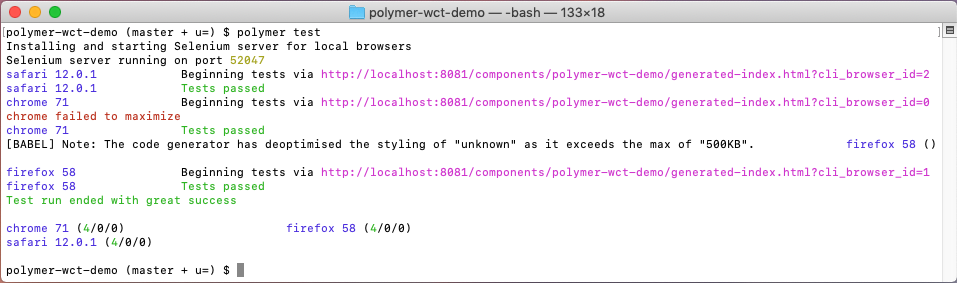 polymer-wct-demo — -bash — 133×18
[polymer-wct-demo (master + u=) $ polymer test ]
Installing and starting Selenium server for local browsers
Selenium server running on port 52047
safari 12.0.1 Beginning tests via http://localhost:8081/components/polymer-wct-demo/generated-index.html?cli_browser_id=2
safari 12.0.1 Tests passed
chrome 71 Beginning tests via http://localhost:8081/components/polymer-wct-demo/generated-index.html?cli_browser_id=0
chrome failed to maximize
chrome 71 Tests passed
[BABEL] Note: The code generator has deoptimised the styling of "unknown" as it exceeds the max of "500KB". firefox 58 ()
firefox 58 Beginning tests via http://localhost:8081/components/polymer-wct-demo/generated-index.html?cli_browser_id=1
firefox 58 Tests passed
Test run ended with great success
chrome 71 (4/0/0) firefox 58 (4/0/0)
safari 12.0.1 (4/0/0)
polymer-wct-demo (master + u=) $